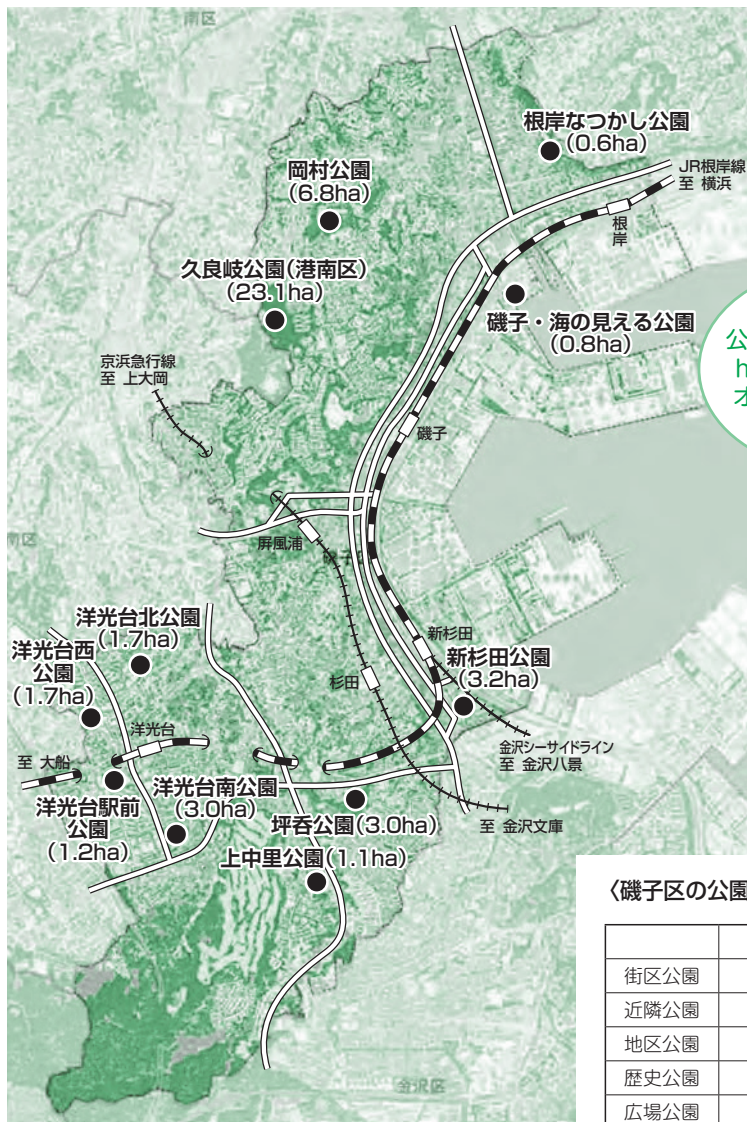 南区
根岸なつかし公園
(0.6ha)
岡村公園
(6.8ha)
JR根岸線
至 横浜
根岸
久良岐公園(港南区)
(23.1ha)
磯子・海の見える公園
(0.8ha)
京浜急行線
至 上大岡
磯子
屏風浦
洋光台北公園
(1.7ha)
洋光台西
公園
(1.7ha)
新杉田
新杉田公園
(3.2ha)
杉田
洋光台
至 大船
金沢シーサイドライン
至 金沢八景
洋光台駅前
公園
(1.2ha)
洋光台南公園
(3.0ha)
坪呑公園(3.0ha)
至 金沢文庫
上中里公園(1.1ha)
金沢区
〈磯子区の公園
街区公園
近隣公園
地区公園
歴史公園
広場公園